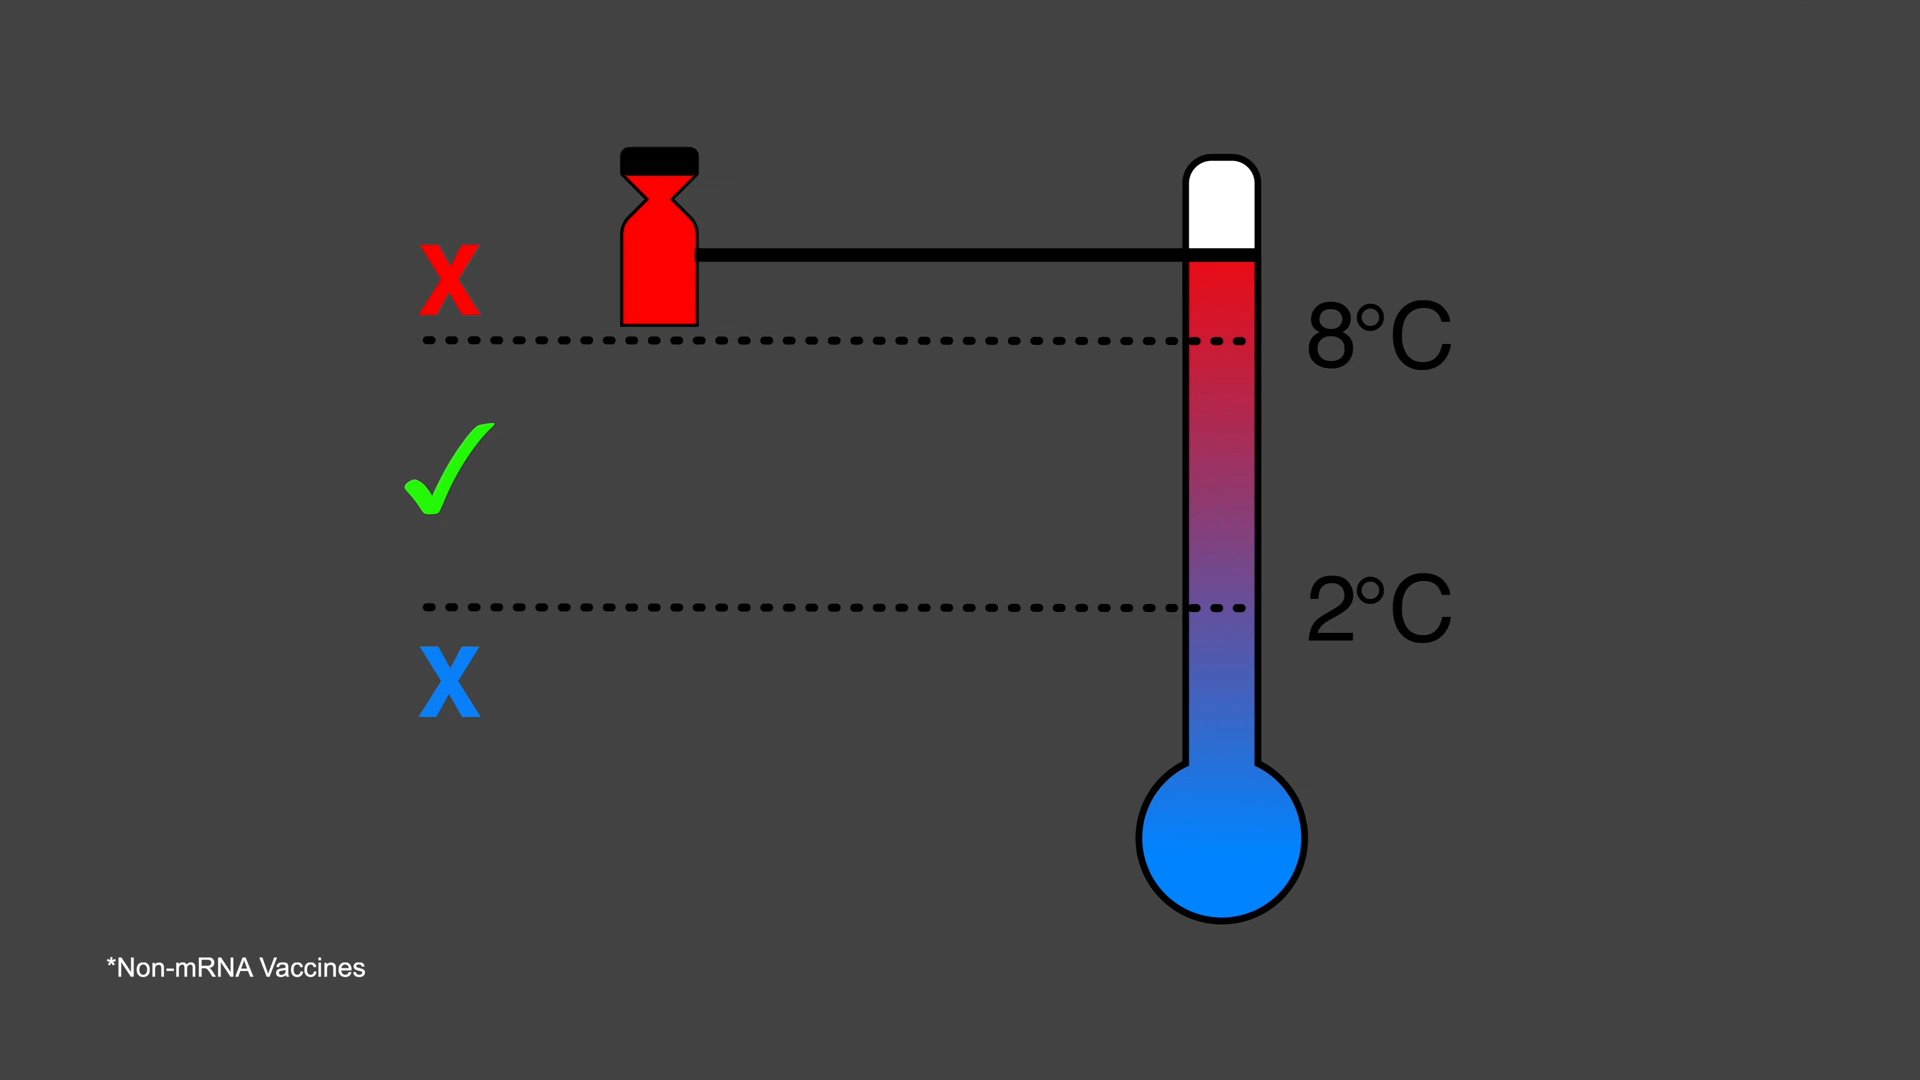 X
8°C
2°C
X
*Non-mRNA Vaccines